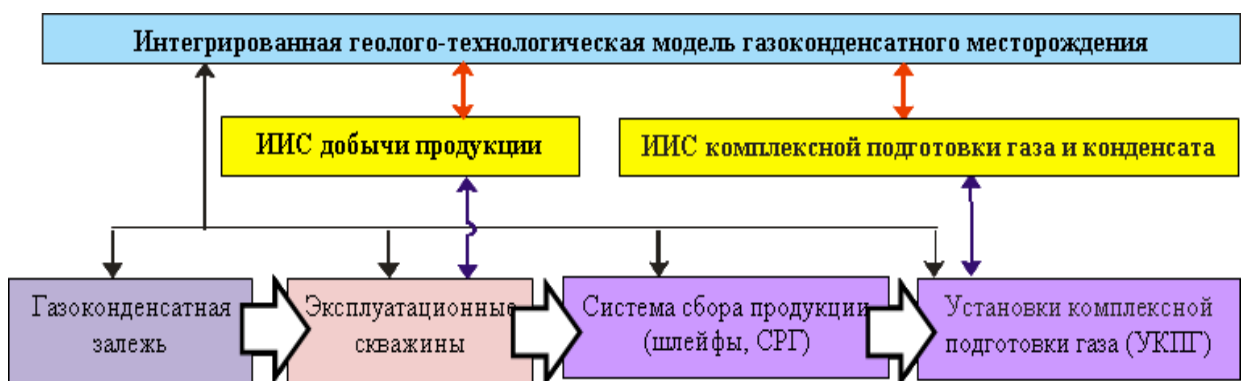 Интегрированная геолого-технологическая модель газоконденсатного месторождения
ИИС добычи продукции
ИИС комплексной подготовки газа и конденсата
Газоконденсатная
залежь
Эксплуатационные
скважины
Система сбора продукции
(шлейфы, СРГ)
Установки комплексной
подготовки газа (УКПГ)